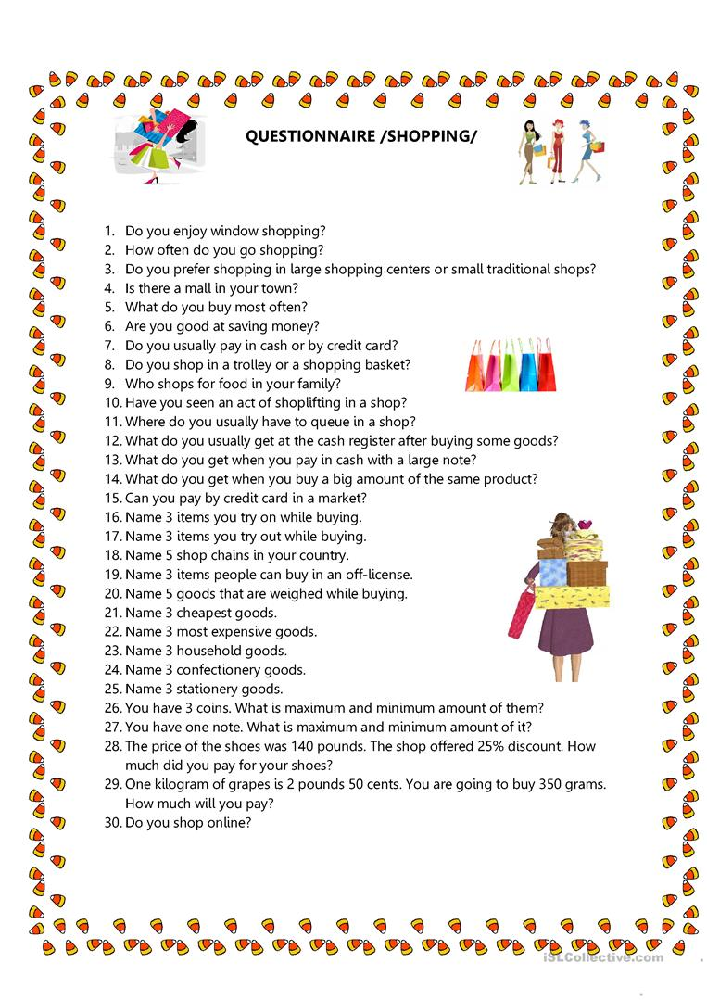 QUESTIONNAIRE /SHOPPING/
1. Do you enjoy window shopping?
2. How often do you go shopping?
3. Do you prefer shopping in large shopping centers or small traditional shops?
4. Is there a mall in your town?
5. What do you buy most often?
6. Are you good at saving money?
7. Do you usually pay in cash or by credit card?
8. Do you shop in a trolley or a shopping basket?
9. Who shops for food in your family?
10. Have you seen an act of shoplifting in a shop?
11. Where do you usually have to queue in a shop?
12. What do you usually get at the cash register after buying some goods?
13. What do you get when you pay in cash with a large note?
14. What do you get when you buy a big amount of the same product?
15. Can you pay by credit card in a market?
16. Name 3 items you try on while buying.
17. Name 3 items you try out while buying.
18. Name 5 shop chains in your country.
19. Name 3 items people can buy in an off-license.
20. Name 5 goods that are weighed while buying.
21. Name 3 cheapest goods.
22. Name 3 most expensive goods.
23. Name 3 household goods.
24. Name 3 confectionery goods.
25. Name 3 stationery goods.
26. You have 3 coins. What is maximum and minimum amount of them?
27. You have one note. What is maximum and minimum amount of it?
28. The price of the shoes was 140 pounds. The shop offered 25% discount. How
much did you pay for your shoes?
29. One kilogram of grapes is 2 pounds 50 cents. You are going to buy 350 grams.
How much will you pay?
30. Do you shop online?
iSLCollective.com